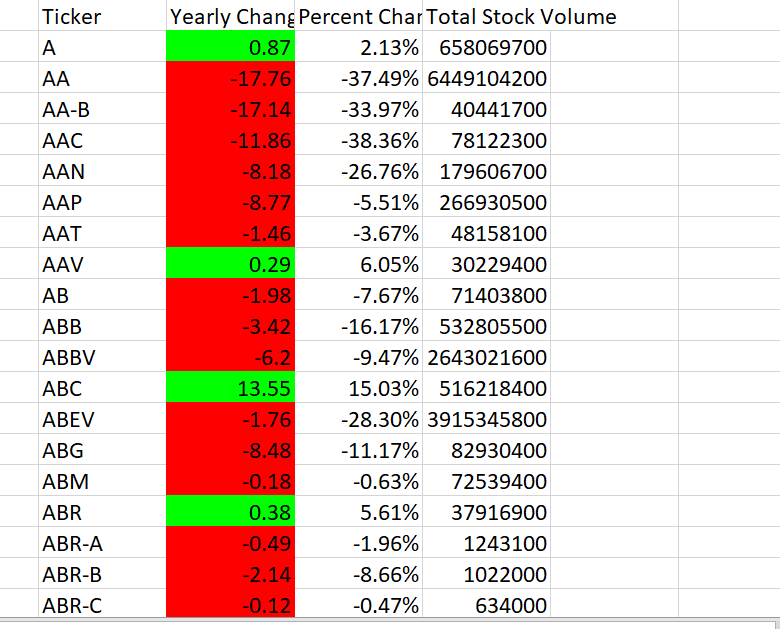 Ticker Yearly Chang Percent Char Total Stock Volume
A 0.87 2.13% 658069700
AA -17.76 -37.49% 6449104200
AA-B -17.14 -33.97% 40441700
AAC -11.86 -38.36% 78122300
AAN -8.18 -26.76% 179606700
AAP -8.77 -5.51% 266930500
AAT -1.46 -3.67% 48158100
AAV 0.29 6.05% 30229400
AB -1.98 -7.67% 71403800
ABB -3.42 -16.17% 532805500
ABBV -6.2 -9.47% 2643021600
ABC 13.55 15.03% 516218400
ABEV -1.76 -28.30% 3915345800
ABG -8.48 -11.17% 82930400
ABM -0.18 -0.63% 72539400
ABR 0.38 5.61% 37916900
ABR-A -0.49 -1.96% 1243100
ABR-B -2.14 -8.66% 1022000
ABR-C -0.12 -0.47% 634000